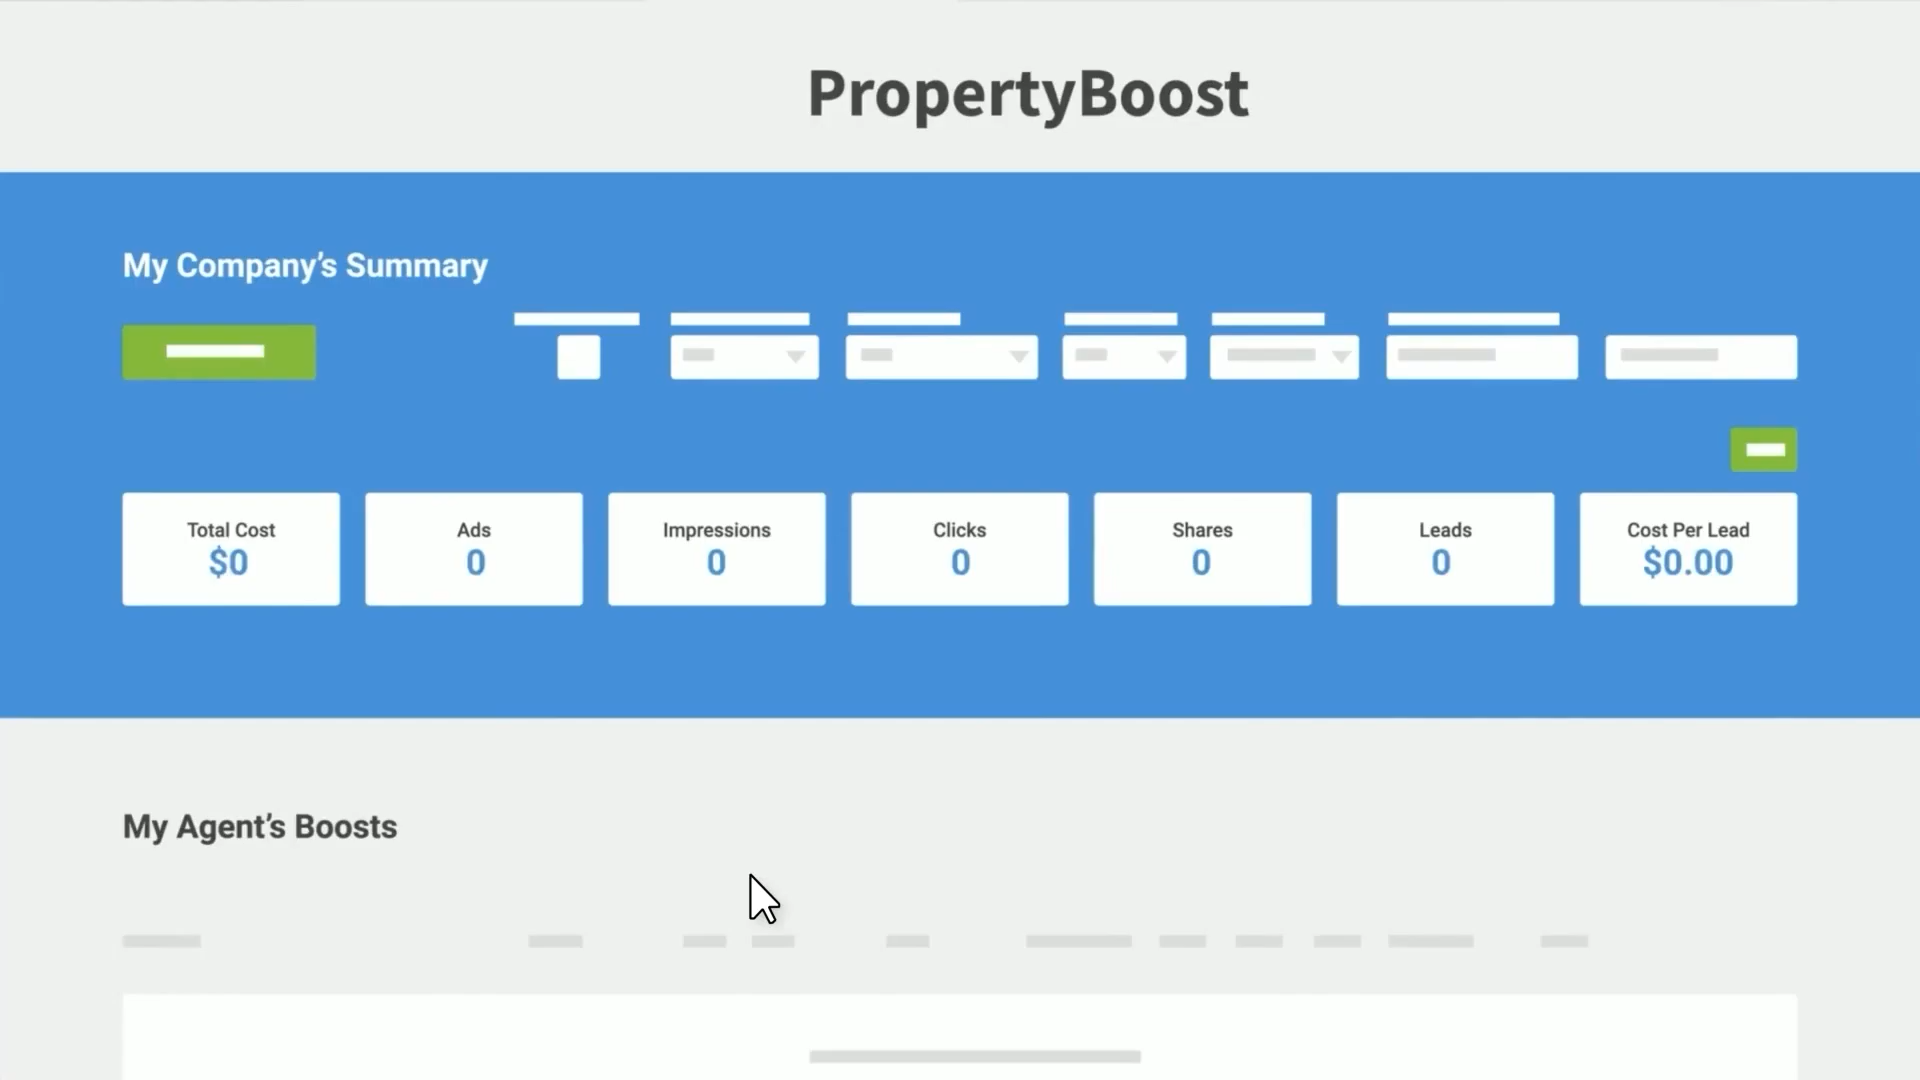 PropertyBoost
My Company’s Summary
Total Cost
$0
Ads
0
Impressions
0
Clicks
0
Shares
0
Leads
0
Cost Per Lead
$0.00
My Agent’s Boosts